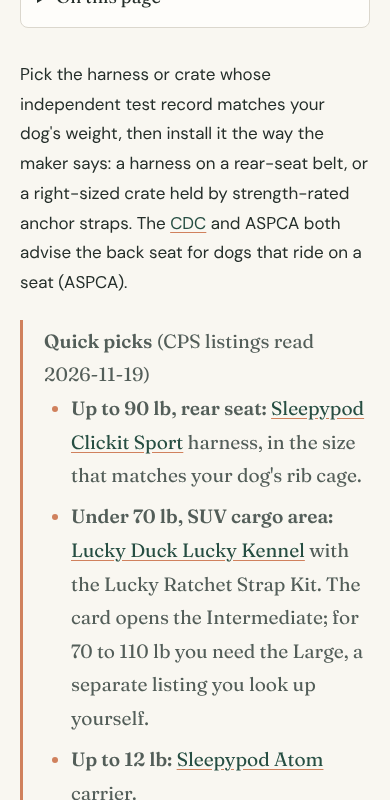 On this page
Pick the harness or crate whose
independent test record matches your
dog's weight, then install it the way the
maker says: a harness on a rear-seat belt, or
a right-sized crate held by strength-rated
anchor straps. The CDC and ASPCA both
advise the back seat for dogs that ride on a
seat (ASPCA).
Quick picks (CPS listings read
2026-11-19)
Up to 90 lb, rear seat: Sleepypod
Clickit Sport harness, in the size
that matches your dog's rib cage.
Under 70 lb, SUV cargo area:
Lucky Duck Lucky Kennel with
the Lucky Ratchet Strap Kit. The
card opens the Intermediate; for
70 to 110 lb you need the Large, a
separate listing you look up
yourself.
Up to 12 lb: Sleepypod Atom
carrier.